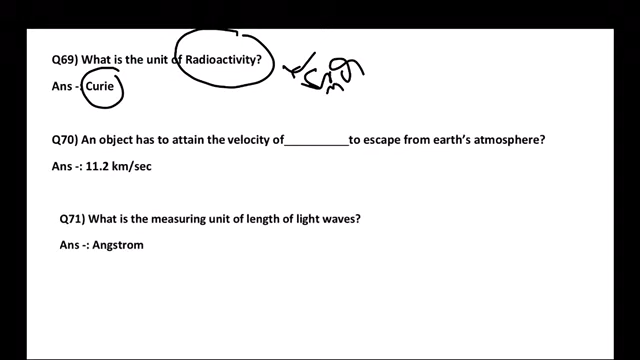 Q69) What is the unit of Radioactivity?
Ans -: Curie
Q70) An object has to attain the velocity of__________to escape from earth's atmosphere?
Ans -: 11.2 km/sec
Q71) What is the measuring unit of length of light waves?
Ans -: Angstrom